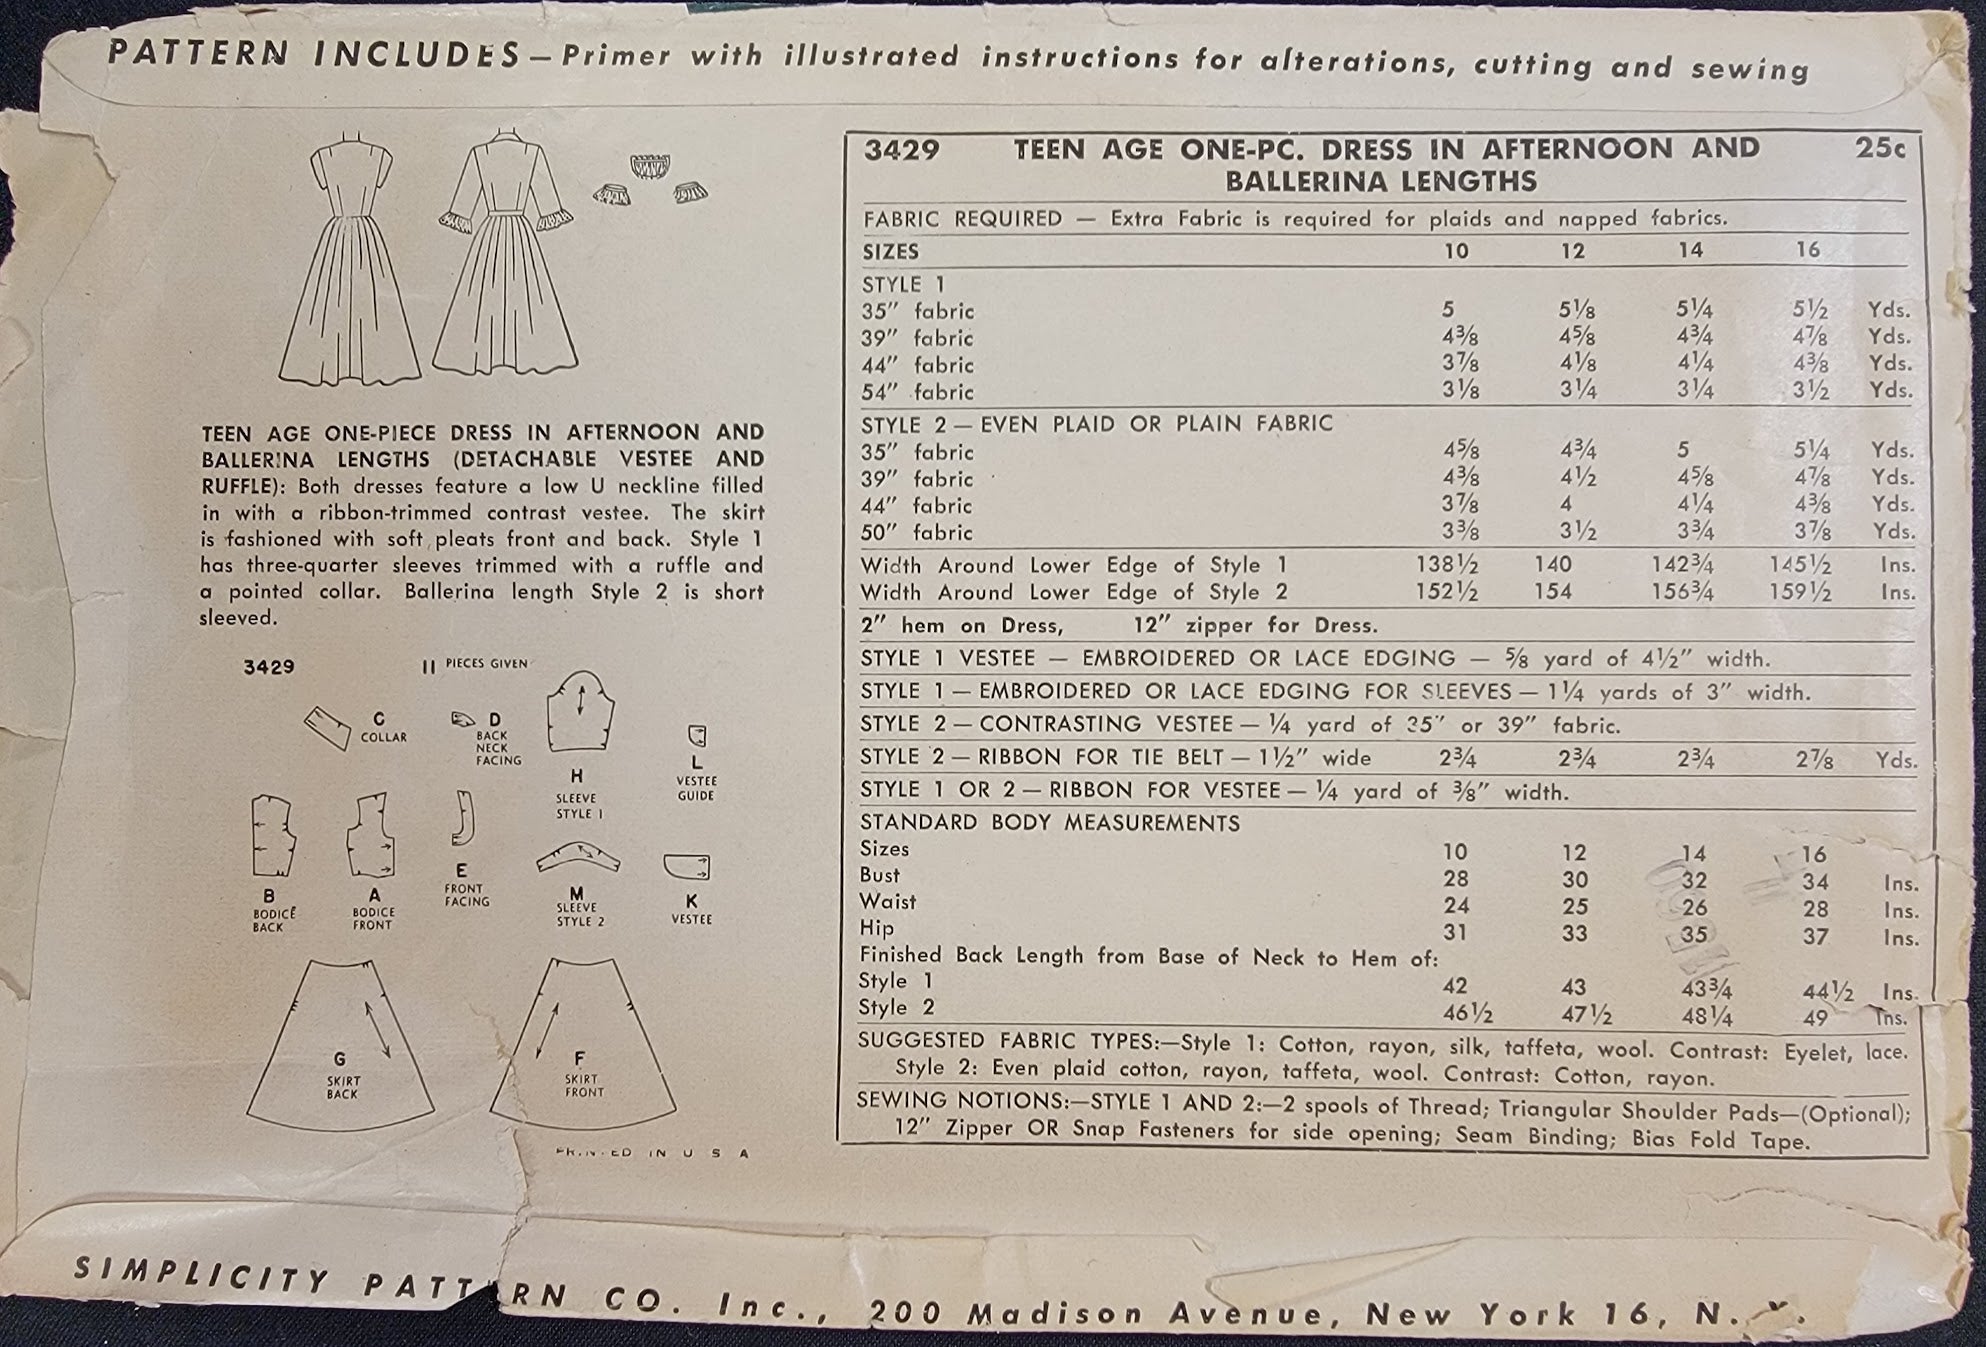 PATTERN INCLUDES — Primer with illustrated instructions for alterations, cutting and sewing
TEEN AGE ONE-PIECE DRESS IN AFTERNOON AND
BALLERINA LENGTHS (DETACHABLE VESTEE AND
RUFFLE): Both dresses feature a low U neckline filled
in with a ribbon-trimmed contrast vestee. The skirt
is fashioned with soft pleats front and back. Style 1
has three-quarter sleeves trimmed with a ruffle and
a pointed collar. Ballerina length Style 2 is short
sleeved.
3429 11 PIECES GIVEN
C
COLLAR
D
BACK
NECK
FACING
H
SLEEVE
STYLE 1
L
VESTEE
GUIDE
B
BODICE
BACK
A
BODICE
FRONT
E
FRONT
FACING
M
SLEEVE
STYLE 2
K
VESTEE
G
SKIRT
BACK
F
SKIRT
FRONT
PRINTED IN U S A
3429 TEEN AGE ONE-PC. DRESS IN AFTERNOON AND 25c
BALLERINA LENGTHS
FABRIC REQUIRED — Extra Fabric is required for plaids and napped fabrics.
SIZES 10 12 14 16
STYLE 1
35" fabric 5 5⅛ 5¼ 5½ Yds.
39" fabric 4⅜ 4⅝ 4¾ 4⅞ Yds.
44" fabric 3⅞ 4⅛ 4¼ 4⅜ Yds.
54" fabric 3⅛ 3¼ 3¼ 3½ Yds.
STYLE 2 — EVEN PLAID OR PLAIN FABRIC
35" fabric 4⅝ 4¾ 5 5¼ Yds.
39" fabric 4⅜ 4½ 4⅝ 4⅞ Yds.
44" fabric 3⅞ 4 4¼ 4⅜ Yds.
50" fabric 3⅜ 3½ 3¾ 3⅞ Yds.
Width Around Lower Edge of Style 1 138½ 140 142¾ 145½ Ins.
Width Around Lower Edge of Style 2 152½ 154 156¾ 159½ Ins.
2" hem on Dress, 12" zipper for Dress.
STYLE 1 VESTEE — EMBROIDERED OR LACE EDGING — ⅝ yard of 4½" width.
STYLE 1 — EMBROIDERED OR LACE EDGING FOR SLEEVES — 1¼ yards of 3" width.
STYLE 2 — CONTRASTING VESTEE — ¼ yard of 35" or 39" fabric.
STYLE 2 — RIBBON FOR TIE BELT — 1½" wide 2¾ 2¾ 2¾ 2⅞ Yds.
STYLE 1 OR 2 — RIBBON FOR VESTEE — ¼ yard of ⅜" width.
STANDARD BODY MEASUREMENTS
Sizes 10 12 14 16
Bust 28 30 32 34 Ins.
Waist 24 25 26 28 Ins.
Hip 31 33 35 37 Ins.
Finished Back Length from Base of Neck to Hem of:
Style 1 42 43 43¾ 44½ Ins.
Style 2 46½ 47½ 48¼ 49 Ins.
SUGGESTED FABRIC TYPES:—Style 1: Cotton, rayon, silk, taffeta, wool. Contrast: Eyelet, lace.
Style 2: Even plaid cotton, rayon, taffeta, wool. Contrast: Cotton, rayon.
SEWING NOTIONS:—STYLE 1 AND 2:—2 spools of Thread; Triangular Shoulder Pads—(Optional);
12" Zipper OR Snap Fasteners for side opening; Seam Binding; Bias Fold Tape.
SIMPLICITY PATTERN CO. Inc., 200 Madison Avenue, New York 16, N. Y.